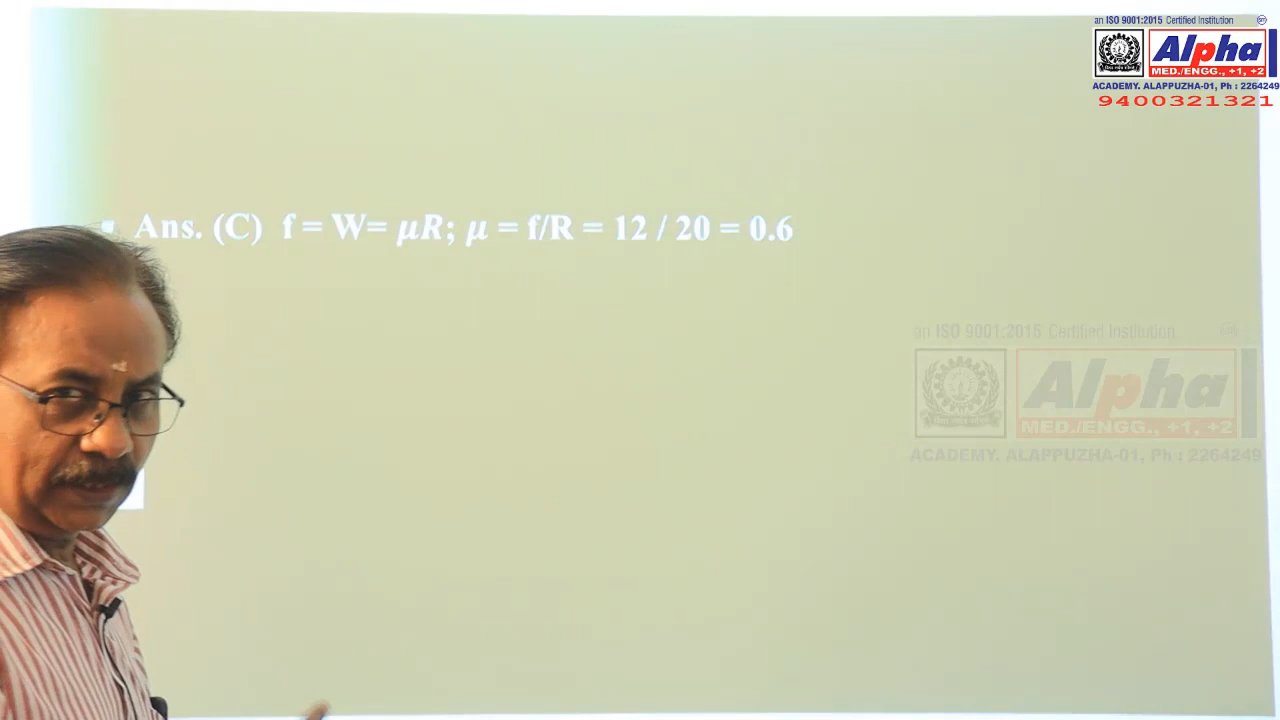 an ISO 9001:2015 Certified Institution
Alpha
MED./ENGG., +1, +2
ACADEMY. ALAPPUZHA-01, Ph : 2264249
9400321321
Ans. (C) f = W= μR; μ = f/R = 12 / 20 = 0.6
an ISO 9001:2015 Certified Institution
Alpha
MED./ENGG., +1, +2
ACADEMY. ALAPPUZHA-01, Ph : 2264249